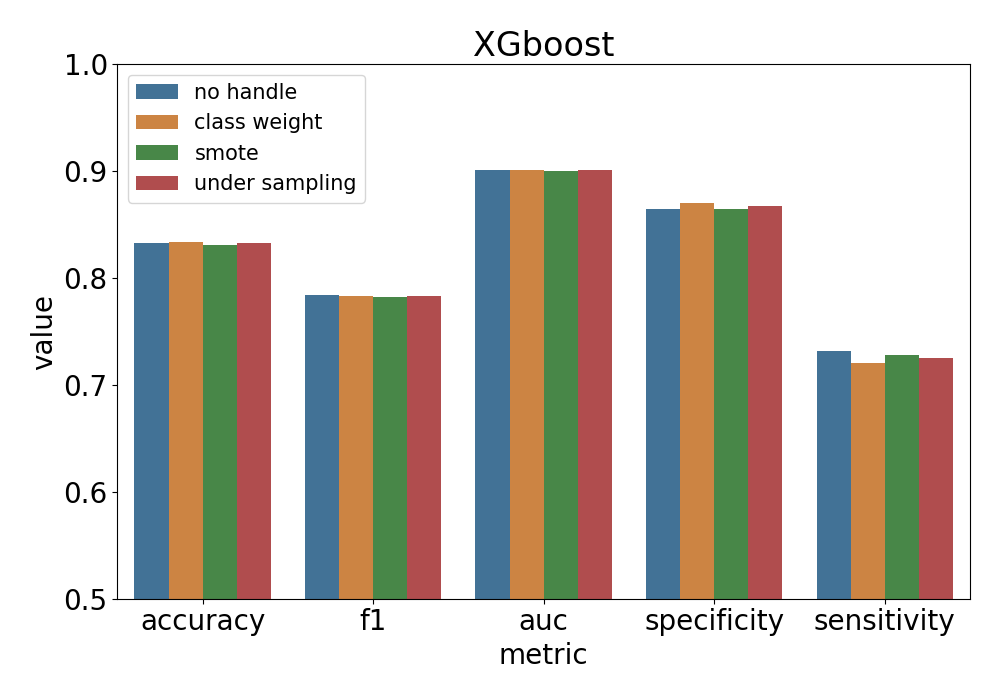 XGboost
1.0
0.9
0.8
0.7
0.6
0.5
value
no handle
class weight
smote
under sampling
accuracy f1 auc specificity sensitivity
metric